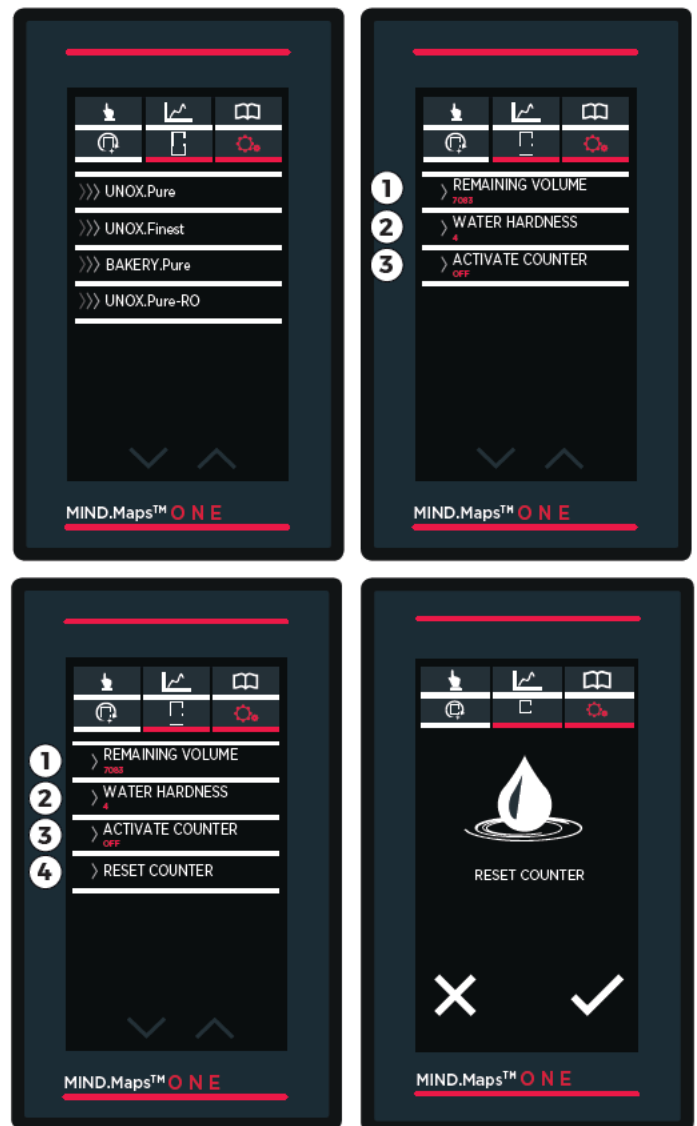 UNOX.Pure
UNOX.Finest
BAKERY.Pure
UNOX.Pure-RO
MIND.Maps™ ONE
1 REMAINING VOLUME
7083
2 WATER HARDNESS
4
3 ACTIVATE COUNTER
OFF
MIND.Maps™ ONE
1 REMAINING VOLUME
7083
2 WATER HARDNESS
4
3 ACTIVATE COUNTER
OFF
4 RESET COUNTER
MIND.Maps™ ONE
RESET COUNTER
MIND.Maps™ ONE